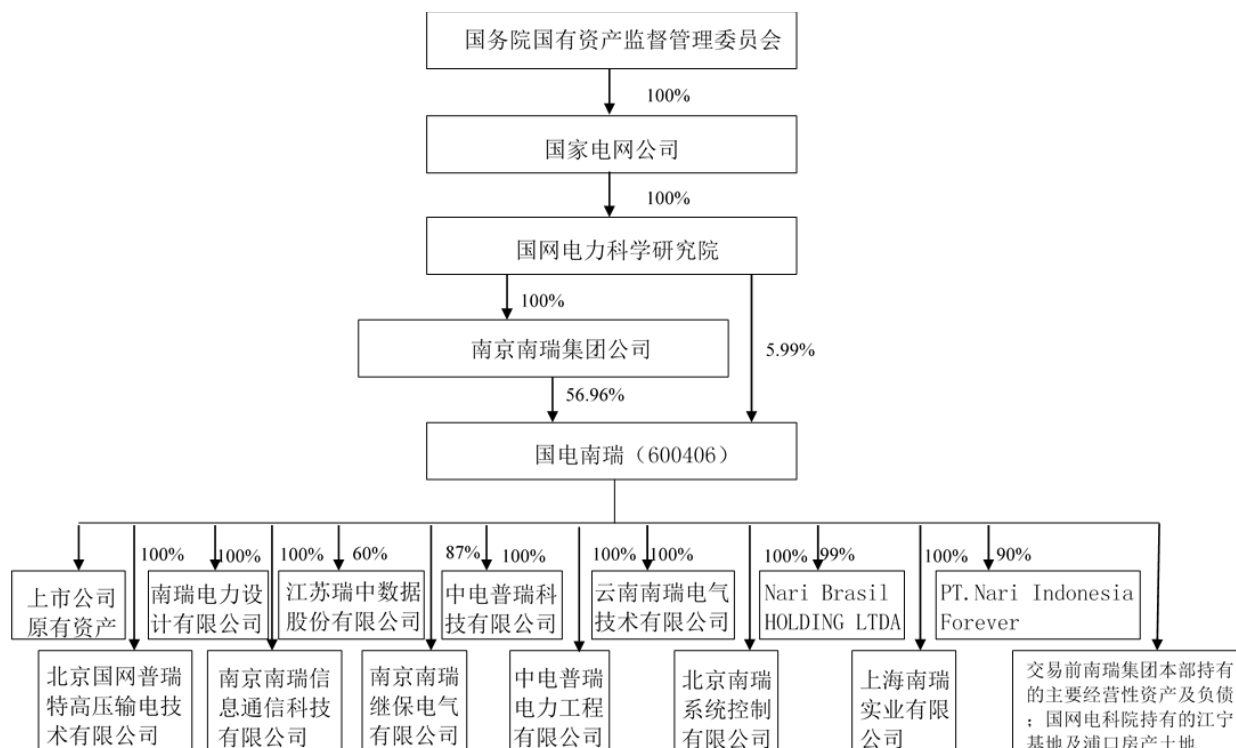 国务院国有资产监督管理委员会
100%
国家电网公司
100%
国网电力科学研究院
100%
南京南瑞集团公司
5.99%
56.96%
国电南瑞（600406）
100%
100%
100%
60%
87%
100%
100%
100%
100%
99%
100%
90%
上市公司
原有资产
南瑞电力设
计有限公司
江苏瑞中数据
股份有限公司
中电普瑞科
技有限公司
云南南瑞电气
技术有限公司
Nari Brasil
HOLDING LTDA
PT.Nari Indonesia
Forever
北京国网普瑞
特高压输电技
术有限公司
南京南瑞信
息通信科技
有限公司
南京南瑞
继保电气
有限公司
中电普瑞
电力工程
有限公司
北京南瑞
系统控制
有限公司
上海南瑞
实业有限
公司
交易前南瑞集团本部持有
的主要经营性资产及负债
；国网电科院持有的江宁
基地及浦口房产土地